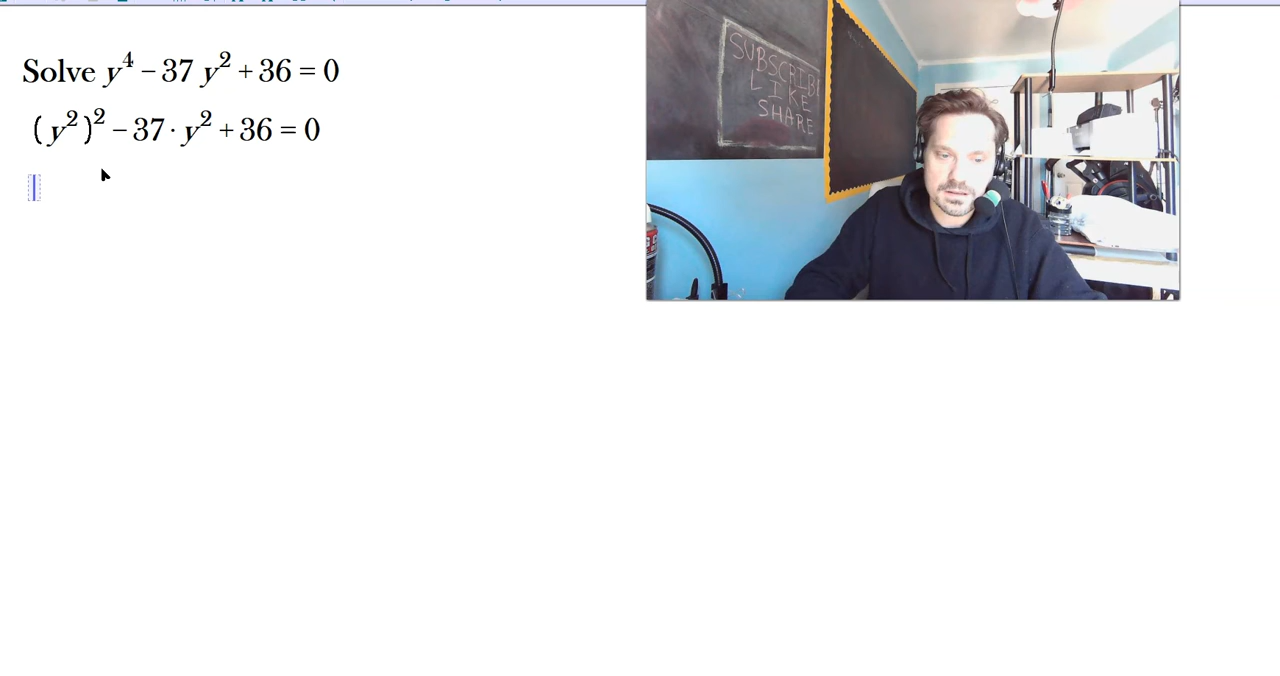 Solve y⁴ − 37 y² + 36 = 0
(y²)² − 37 · y² + 36 = 0
SUBSCRIBE
LIKE
SHARE